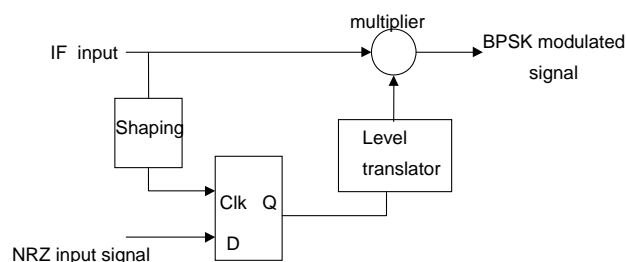 multiplier
IF input
BPSK modulated
signal
Shaping
Level
translator
Clk Q
D
NRZ input signal